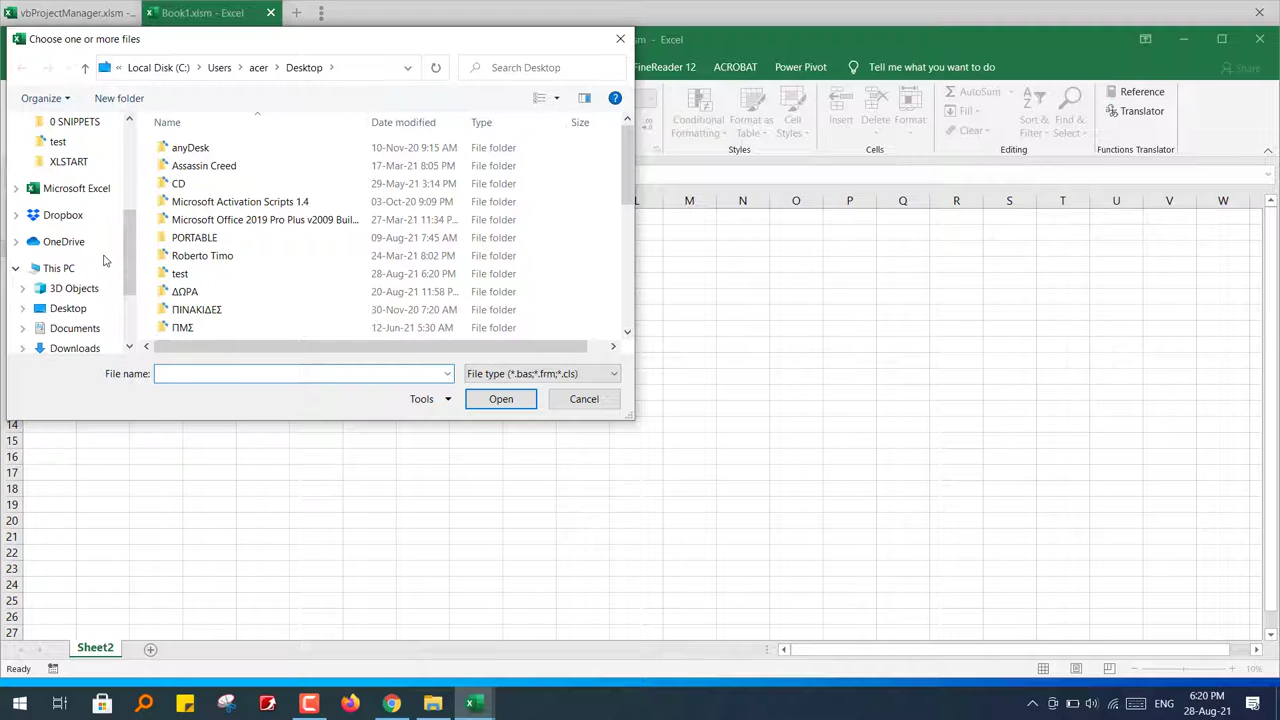 vbProjectManager.xlsm -...
Book1.xlsm - Excel
Choose one or more files
sm - Excel
« Local Disk (C:) > Users > acer > Desktop >
Search Desktop
FineReader 12
ACROBAT
Power Pivot
Tell me what you want to do
Share
Organize
New folder
Conditional
Formatting
Format as
Table
Cell
Styles
Insert
Delete
Format
AutoSum
Fill
Clear
Sort &
Filter
Find &
Select
Reference
Translator
Styles
Cells
Editing
Functions Translator
0 SNIPPETS
test
XLSTART
Microsoft Excel
Dropbox
OneDrive
This PC
3D Objects
Desktop
Documents
Downloads
Name Date modified Type Size
anyDesk 10-Nov-20 9:15 AM File folder
Assassin Creed 17-Mar-21 8:05 PM File folder
CD 29-May-21 3:14 PM File folder
Microsoft Activation Scripts 1.4 03-Oct-20 9:09 PM File folder
Microsoft Office 2019 Pro Plus v2009 Buil... 27-Mar-21 11:34 P... File folder
PORTABLE 09-Aug-21 7:45 AM File folder
Roberto Timo 24-Mar-21 8:02 PM File folder
test 28-Aug-21 6:20 PM File folder
ΔΩΡΑ 20-Aug-21 11:58 P... File folder
ΠΙΝΑΚΙΔΕΣ 30-Nov-20 7:20 AM File folder
ΠΜΣ 12-Jun-21 5:30 AM File folder
File name:
File type (*.bas;*.frm;*.cls)
Tools
Open
Cancel
L M N O P Q R S T U V W
14
15
16
17
18
19
20
21
22
23
24
25
26
27
Sheet2
Ready
10%
ENG
6:20 PM
28-Aug-21